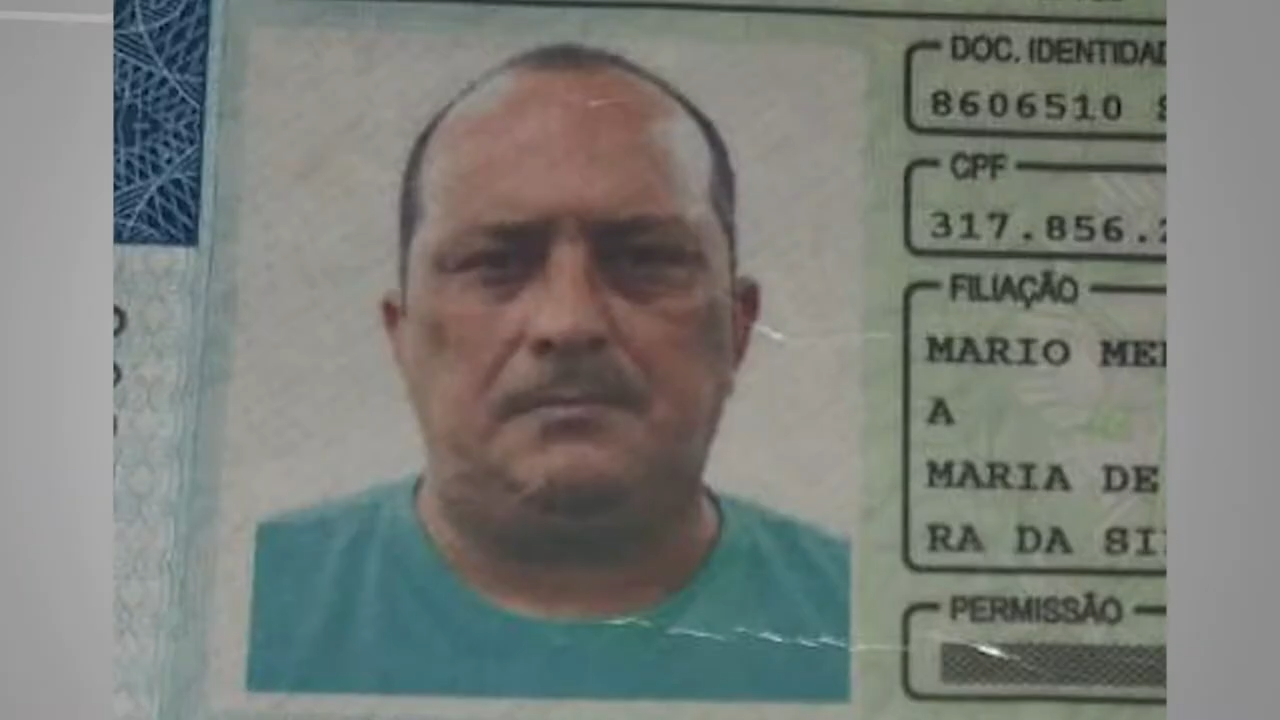 DOC. IDENTIDAD
8606510
CPF
317.856.
FILIAÇÃO
MARIO ME
A
MARIA DE
RA DA SI
PERMISSÃO